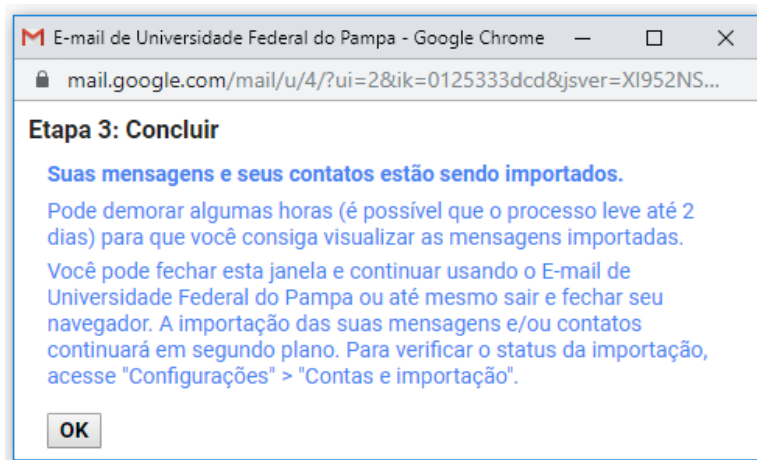 E-mail de Universidade Federal do Pampa - Google Chrome
mail.google.com/mail/u/4/?ui=2&ik=0125333dcd&jsver=XI952NS...
Etapa 3: Concluir
Suas mensagens e seus contatos estão sendo importados.
Pode demorar algumas horas (é possível que o processo leve até 2
dias) para que você consiga visualizar as mensagens importadas.
Você pode fechar esta janela e continuar usando o E-mail de
Universidade Federal do Pampa ou até mesmo sair e fechar seu
navegador. A importação das suas mensagens e/ou contatos
continuará em segundo plano. Para verificar o status da importação,
acesse "Configurações" > "Contas e importação".
OK